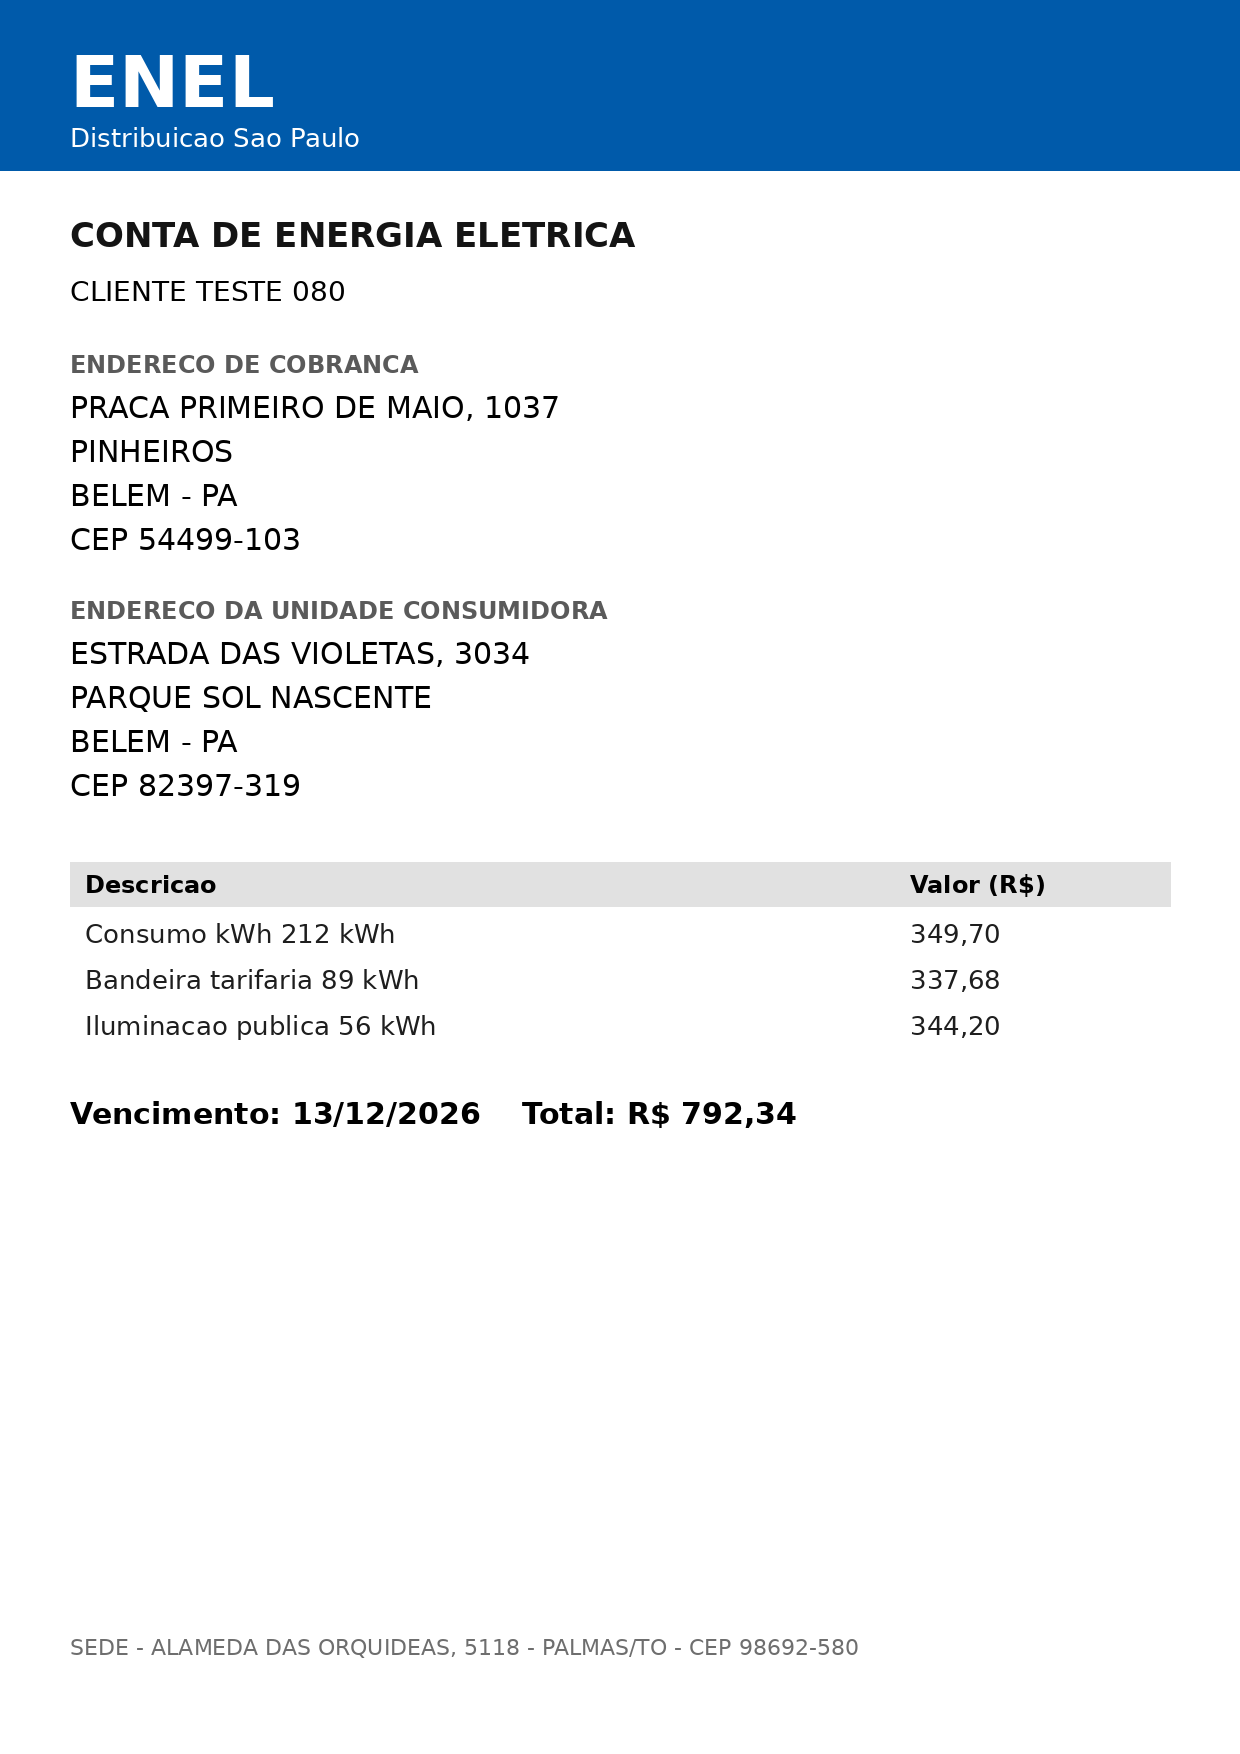 ENEL
Distribuicao Sao Paulo
CONTA DE ENERGIA ELETRICA
CLIENTE TESTE 080
ENDERECO DE COBRANCA
PRACA PRIMEIRO DE MAIO, 1037
PINHEIROS
BELEM - PA
CEP 54499-103
ENDERECO DA UNIDADE CONSUMIDORA
ESTRADA DAS VIOLETAS, 3034
PARQUE SOL NASCENTE
BELEM - PA
CEP 82397-319
Descricao Valor (R$)
Consumo kWh 212 kWh 349,70
Bandeira tarifaria 89 kWh 337,68
Iluminacao publica 56 kWh 344,20
Vencimento: 13/12/2026 Total: R$ 792,34
SEDE - ALAMEDA DAS ORQUIDEAS, 5118 - PALMAS/TO - CEP 98692-580